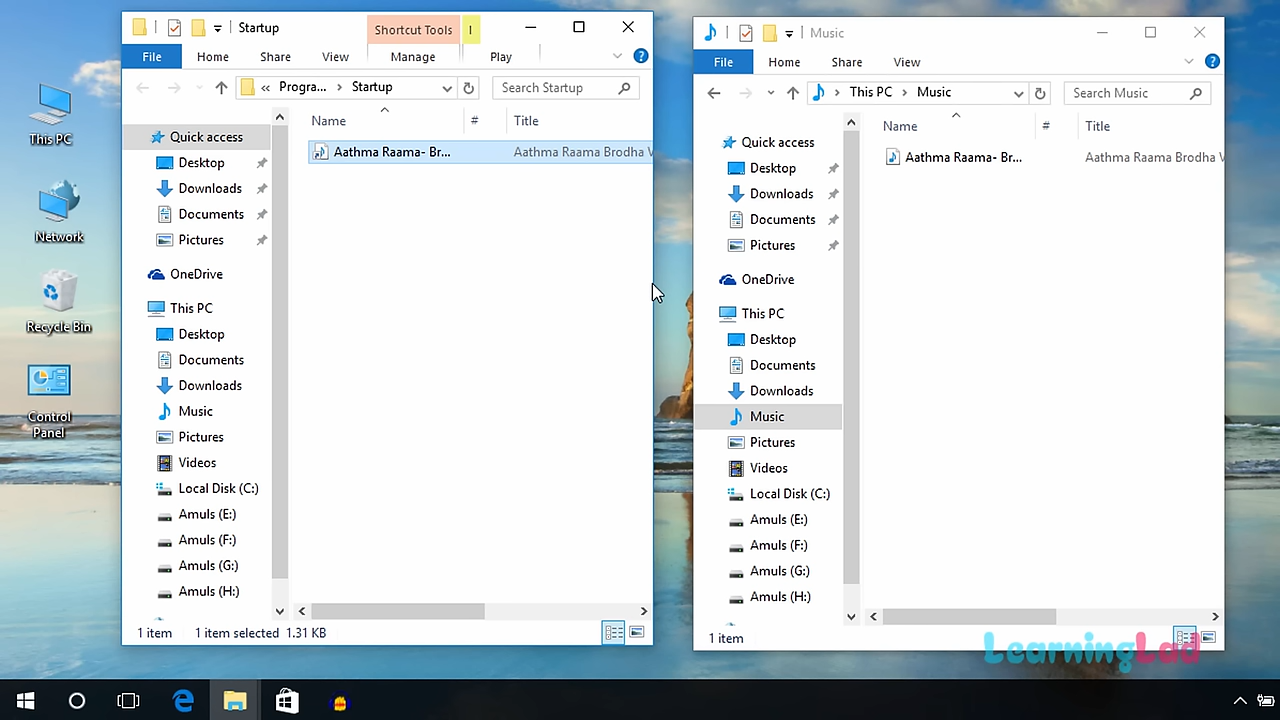 This PC
Network
Recycle Bin
Control
Panel
Startup
Shortcut Tools
File
Home
Share
View
Manage
Play
«
Progra...
Startup
Search Startup
Name
#
Title
Quick access
Desktop
Downloads
Documents
Pictures
OneDrive
This PC
Desktop
Documents
Downloads
Music
Pictures
Videos
Local Disk (C:)
Amuls (E:)
Amuls (F:)
Amuls (G:)
Amuls (H:)
Aathma Raama- Br...
Aathma Raama Brodha V
1 item
1 item selected
1.31 KB
Music
File
Home
Share
View
This PC
Music
Search Music
Name
#
Title
Quick access
Desktop
Downloads
Documents
Pictures
OneDrive
This PC
Desktop
Documents
Downloads
Music
Pictures
Videos
Local Disk (C:)
Amuls (E:)
Amuls (F:)
Amuls (G:)
Amuls (H:)
Aathma Raama- Br...
Aathma Raama Brodha V
1 item
LearningLad